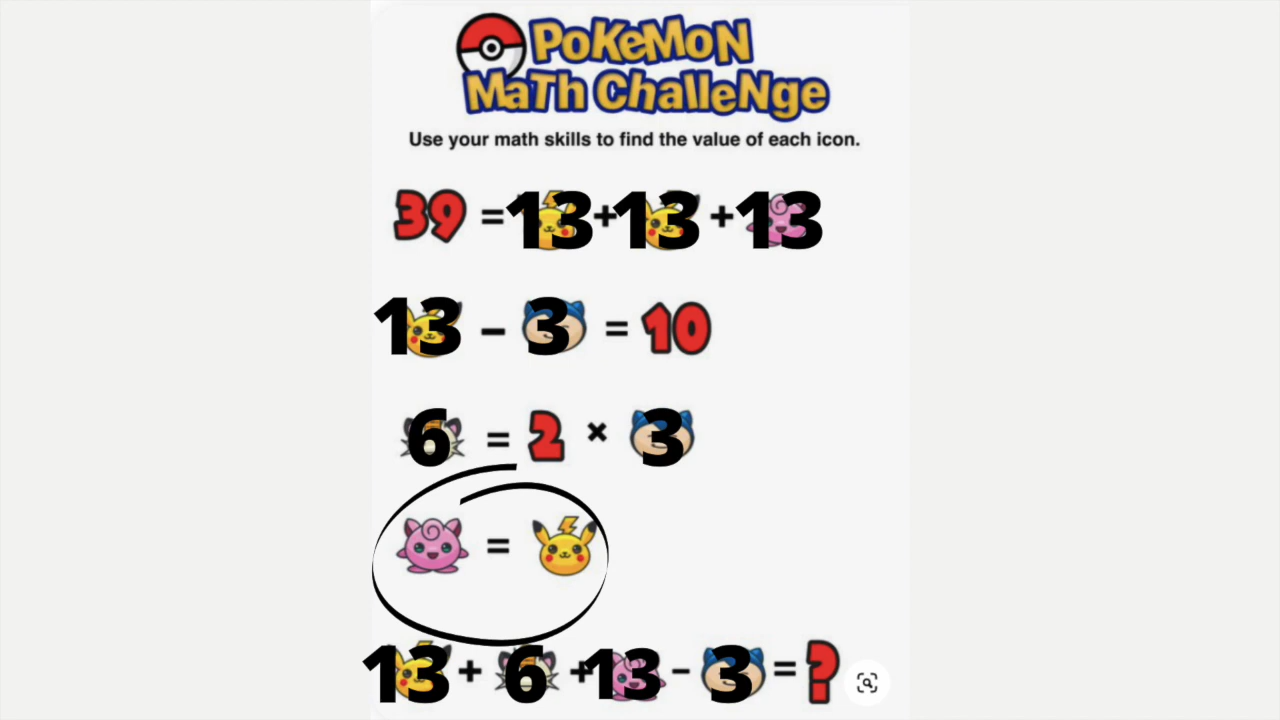 PoKeMoN
MaTh ChalleNge
Use your math skills to find the value of each icon.
39 = 13 + 13 + 13
13 - 3 = 10
6 = 2 × 3
=
13 + 6 + 13 - 3 = ?